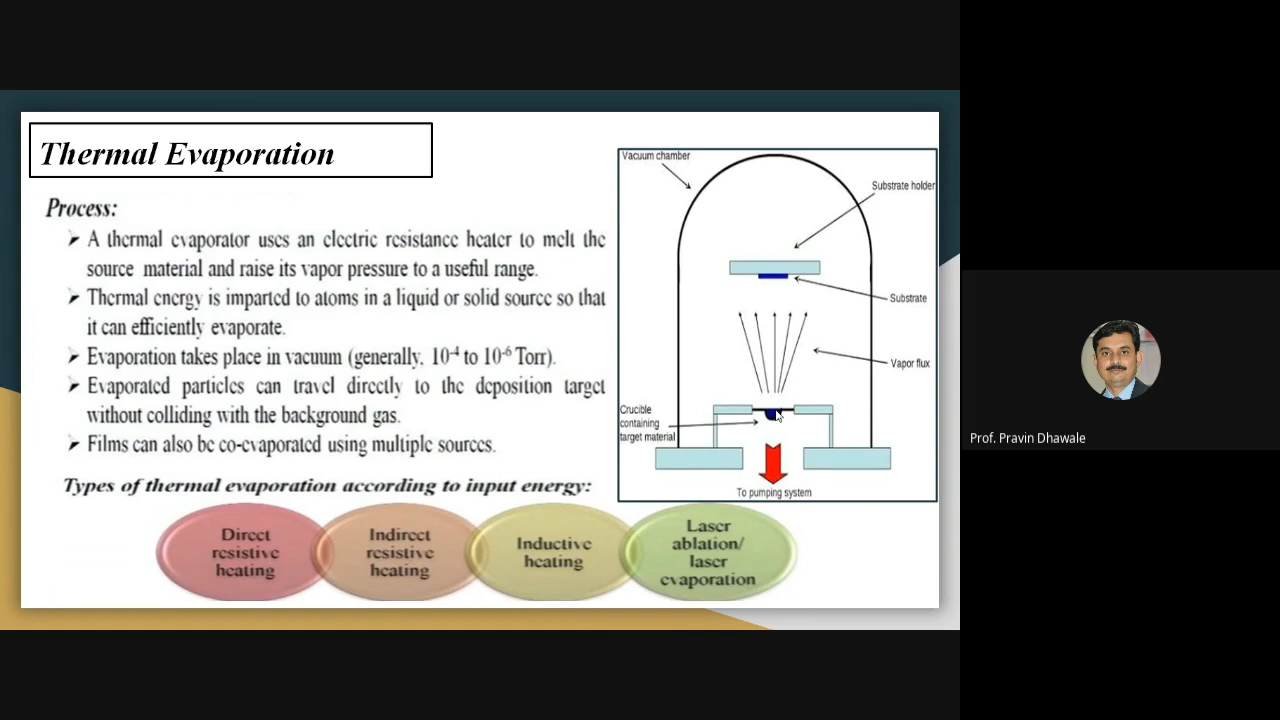 Thermal Evaporation
Process:
➢ A thermal evaporator uses an electric resistance heater to melt the
source material and raise its vapor pressure to a useful range.
➢ Thermal energy is imparted to atoms in a liquid or solid source so that
it can efficiently evaporate.
➢ Evaporation takes place in vacuum (generally, 10⁻⁴ to 10⁻⁶ Torr).
➢ Evaporated particles can travel directly to the deposition target
without colliding with the background gas.
➢ Films can also be co-evaporated using multiple sources.
Types of thermal evaporation according to input energy:
Direct
resistive
heating
Indirect
resistive
heating
Inductive
heating
Laser
ablation/
laser
evaporation
Vacuum chamber
Substrate holder
Substrate
Vapor flux
Crucible
containing
target material
To pumping system
Prof. Pravin Dhawale